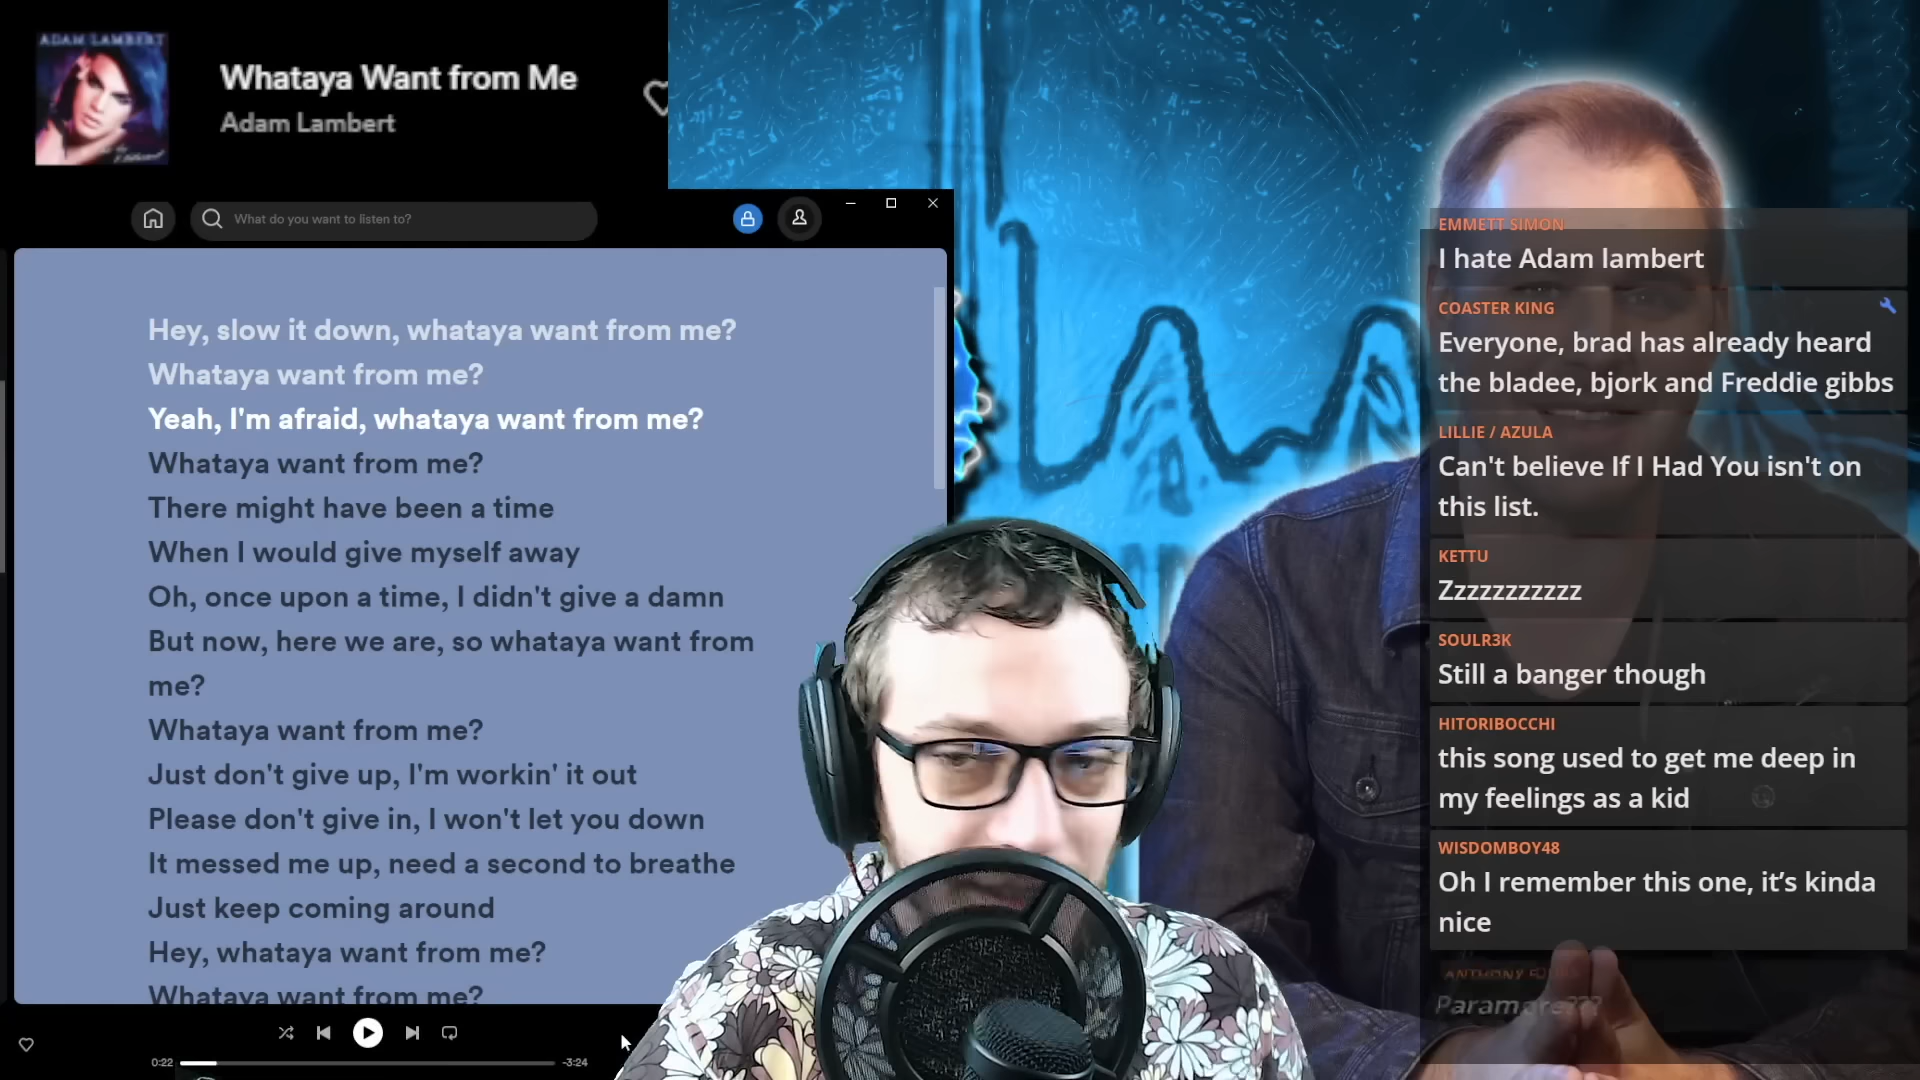 ADAM LAMBERT
Whataya Want from Me
Adam Lambert
What do you want to listen to?
Hey, slow it down, whataya want from me?
Whataya want from me?
Yeah, I'm afraid, whataya want from me?
Whataya want from me?
There might have been a time
When I would give myself away
Oh, once upon a time, I didn't give a damn
But now, here we are, so whataya want from
me?
Whataya want from me?
Just don't give up, I'm workin' it out
Please don't give in, I won't let you down
It messed me up, need a second to breathe
Just keep coming around
Hey, whataya want from me?
Whataya want from me?
0:22
-3:24
EMMETT SIMON
I hate Adam lambert
COASTER KING
Everyone, brad has already heard
the bladee, bjork and Freddie gibbs
LILLIE / AZULA
Can't believe If I Had You isn't on
this list.
KETTU
Zzzzzzzzzzz
SOULR3K
Still a banger though
HITORIBOCCHI
this song used to get me deep in
my feelings as a kid
WISDOMBOY48
Oh I remember this one, it’s kinda
nice
ANTHONY
Paramore???